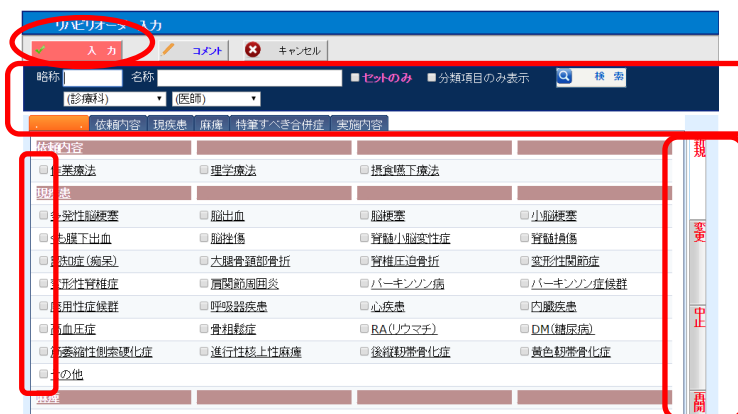 リハビリオーダ 入力
入 力 コメント キャンセル
略称 名称 セットのみ 分類項目のみ表示 検 索
(診療科) (医師)
依頼内容 現疾患 麻痺 特筆すべき合併症 実施内容
依頼内容
作業療法 理学療法 摂食嚥下療法
現疾患
多発性脳梗塞 脳出血 脳梗塞 小脳梗塞
くも膜下出血 脳挫傷 脊髄小脳変性症 脊髄損傷
認知症(痴呆) 大腿骨頚部骨折 脊椎圧迫骨折 変形性関節症
変形性脊椎症 肩関節周囲炎 パーキンソン病 パーキンソン症候群
廃用性症候群 呼吸器疾患 心疾患 内臓疾患
高血圧症 骨粗鬆症 RA(リウマチ) DM(糖尿病)
筋萎縮性側索硬化症 進行性核上性麻痺 後縦靭帯骨化症 黄色靭帯骨化症
その他
麻痺
新規
変更
中止
再開